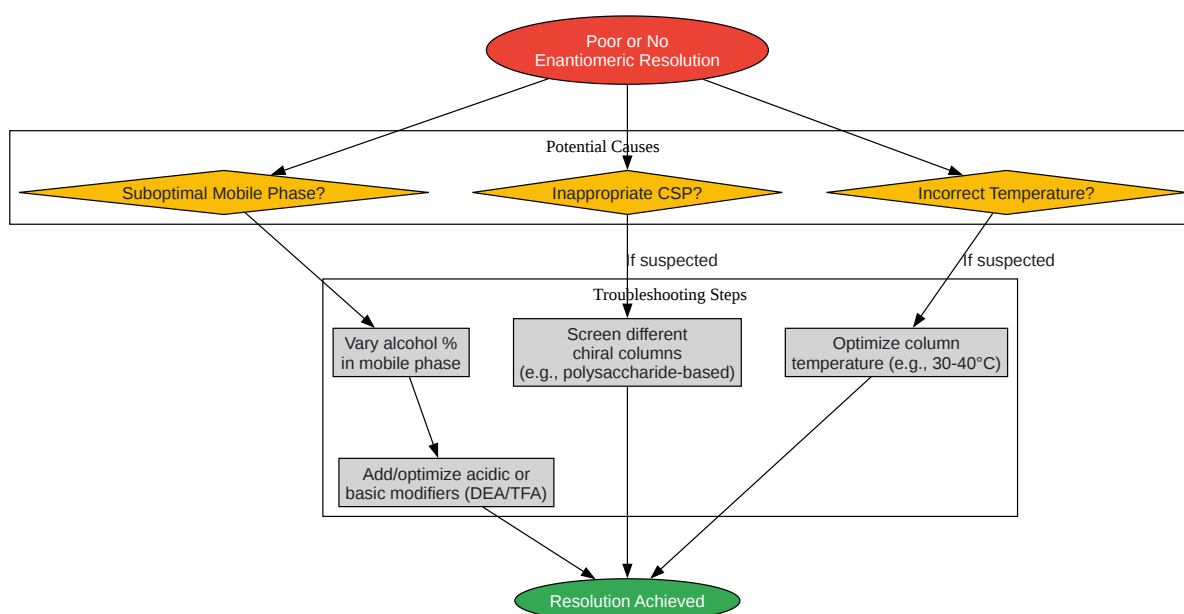 Poor or No
Enantiomeric Resolution
Potential Causes
Suboptimal Mobile Phase?
Inappropriate CSP?
Incorrect Temperature?
If suspected
If suspected
Troubleshooting Steps
Vary alcohol %
in mobile phase
Screen different
chiral columns
(e.g., polysaccharide-based)
Optimize column
temperature (e.g., 30-40°C)
Add/optimize acidic or
basic modifiers (DEA/TFA)
Resolution Achieved